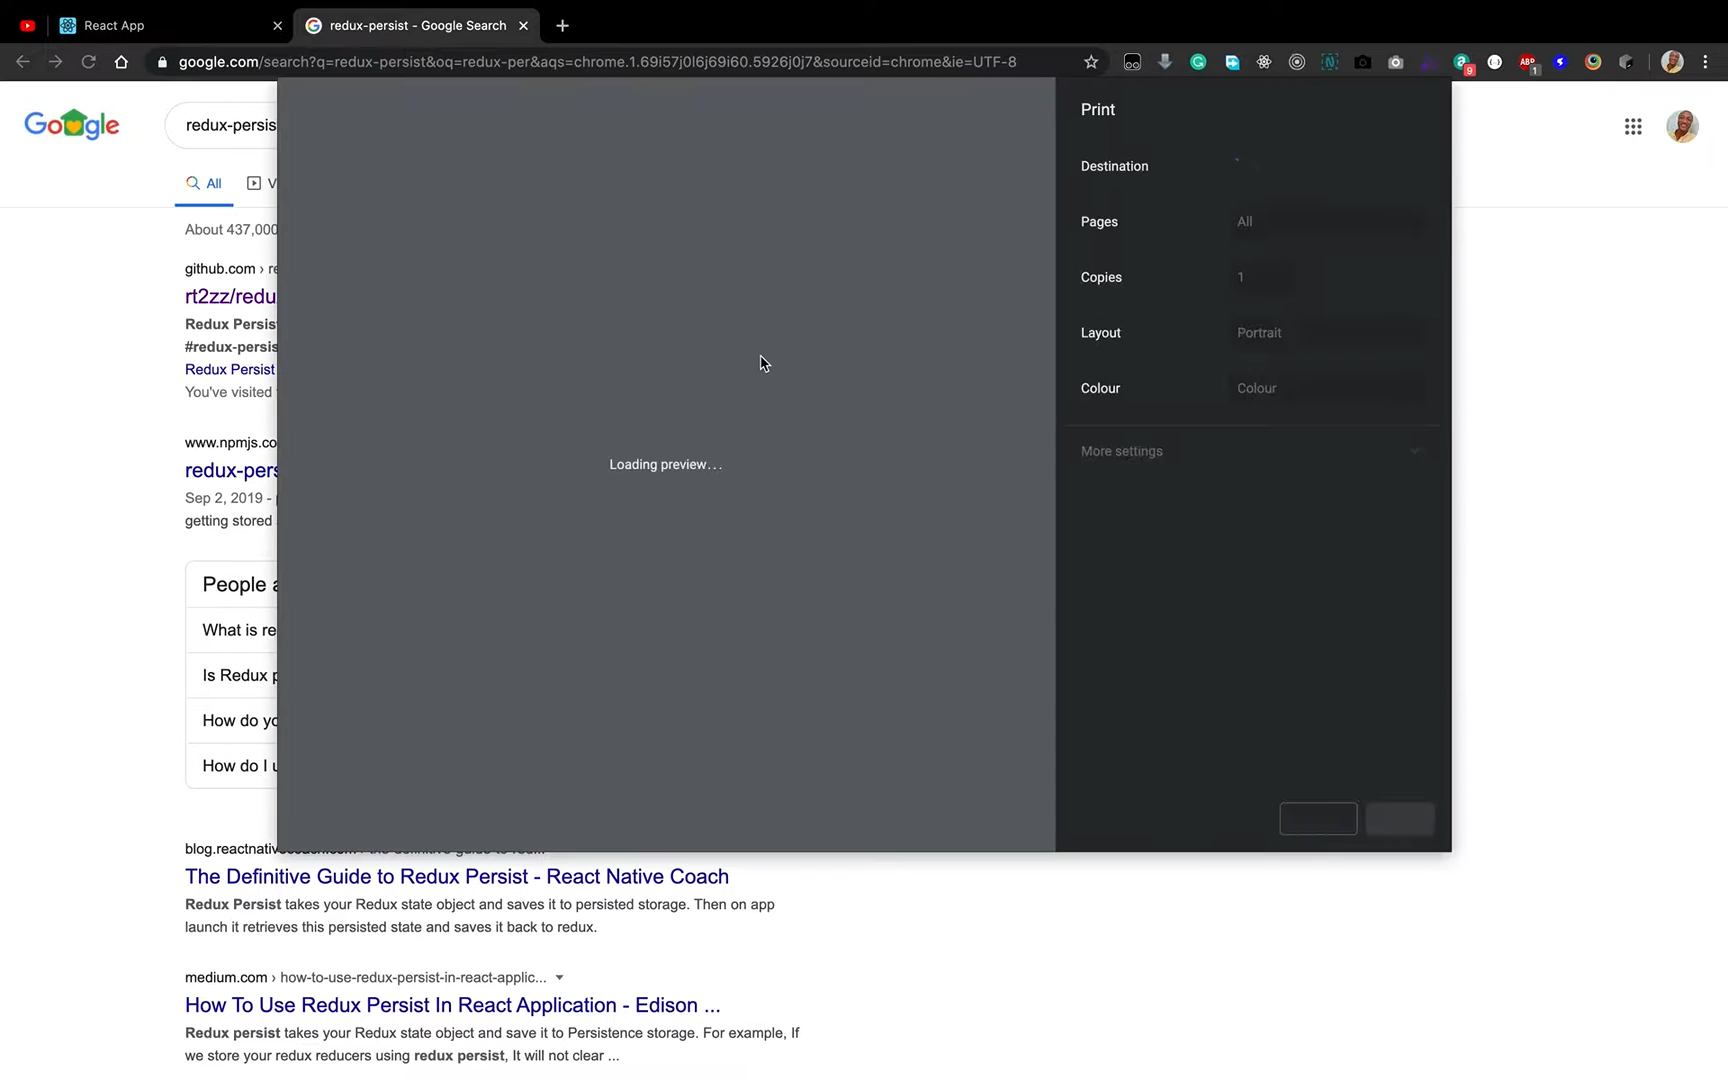 React App
redux-persist - Google Search
google.com/search?q=redux-persist&oq=redux-per&aqs=chrome.1.69i57j0l6j69i60.5926j0j7&sourceid=chrome&ie=UTF-8
9
ABP
1
Google
redux-persis
All
V
About 437,000
github.com › re
rt2zz/redu
Redux Persis
#redux-persis
Redux Persist
You've visited
www.npmjs.co
redux-pers
Sep 2, 2019 -
getting stored
People a
What is re
Is Redux p
How do yo
How do I u
Loading preview...
Print
Destination
Pages
All
Copies
1
Layout
Portrait
Colour
Colour
More settings
The Definitive Guide to Redux Persist - React Native Coach
Redux Persist takes your Redux state object and saves it to persisted storage. Then on app
launch it retrieves this persisted state and saves it back to redux.
medium.com › how-to-use-redux-persist-in-react-applic...
How To Use Redux Persist In React Application - Edison ...
Redux persist takes your Redux state object and save it to Persistence storage. For example, If
we store your redux reducers using redux persist, It will not clear ...